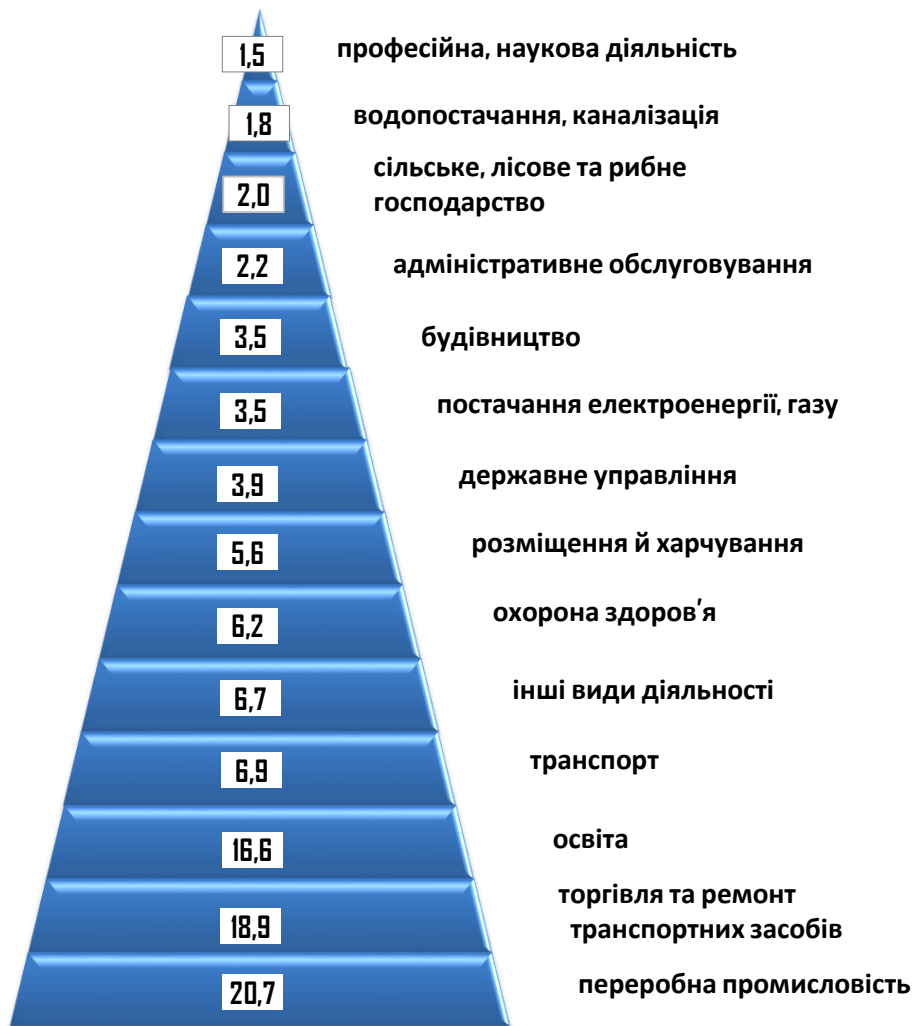 1,5 професійна, наукова діяльність
1,8 водопостачання, каналізація
сільське, лісове та рибне
2,0 господарство
2,2 адміністративне обслуговування
3,5 будівництво
3,5 постачання електроенергії, газу
3,9 державне управління
5,6 розміщення й харчування
6,2 охорона здоров'я
6,7 інші види діяльності
6,9 транспорт
16,6 освіта
торгівля та ремонт
18,9 транспортних засобів
20,7 переробна промисловість